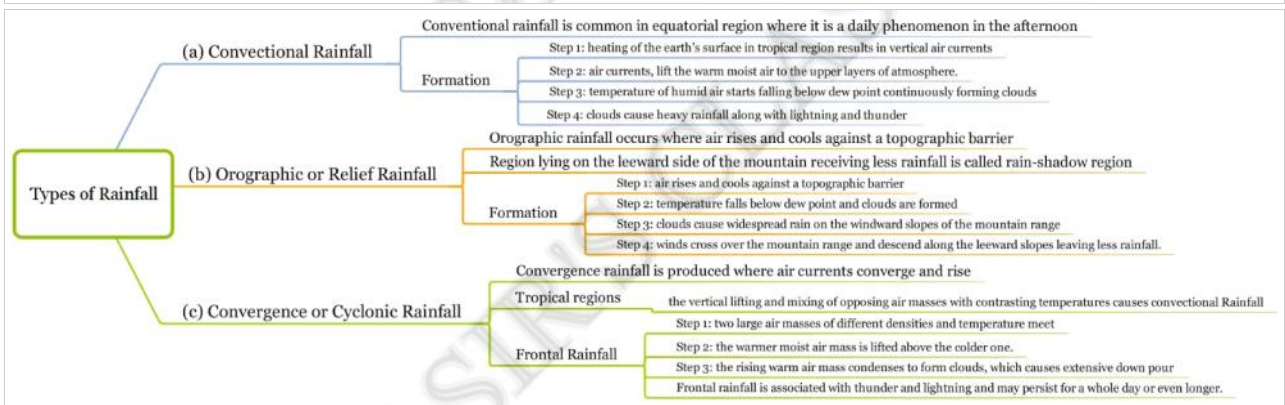 Types of Rainfall
(a) Convectional Rainfall
Conventional rainfall is common in equatorial region where it is a daily phenomenon in the afternoon
Formation
Step 1: heating of the earth's surface in tropical region results in vertical air currents
Step 2: air currents, lift the warm moist air to the upper layers of atmosphere.
Step 3: temperature of humid air starts falling below dew point continuously forming clouds
Step 4: clouds cause heavy rainfall along with lightning and thunder
(b) Orographic or Relief Rainfall
Orographic rainfall occurs where air rises and cools against a topographic barrier
Region lying on the leeward side of the mountain receiving less rainfall is called rain-shadow region
Formation
Step 1: air rises and cools against a topographic barrier
Step 2: temperature falls below dew point and clouds are formed
Step 3: clouds cause widespread rain on the windward slopes of the mountain range
Step 4: winds cross over the mountain range and descend along the leeward slopes leaving less rainfall.
(c) Convergence or Cyclonic Rainfall
Convergence rainfall is produced where air currents converge and rise
Tropical regions
the vertical lifting and mixing of opposing air masses with contrasting temperatures causes convectional Rainfall
Frontal Rainfall
Step 1: two large air masses of different densities and temperature meet
Step 2: the warmer moist air mass is lifted above the colder one.
Step 3: the rising warm air mass condenses to form clouds, which causes extensive down pour
Frontal rainfall is associated with thunder and lightning and may persist for a whole day or even longer.